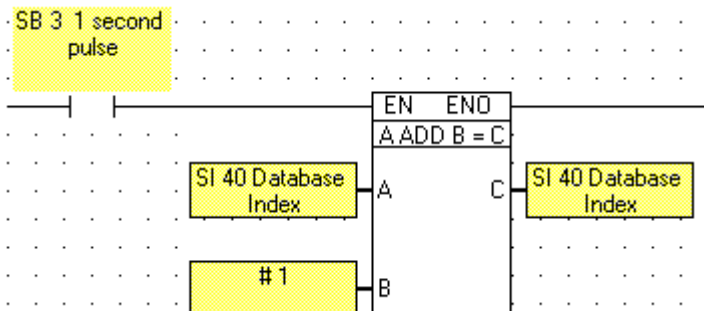 SB 3 1 second
pulse
EN ENO
A ADD B = C
SI 40 Database
Index
A
C
SI 40 Database
Index
# 1
B